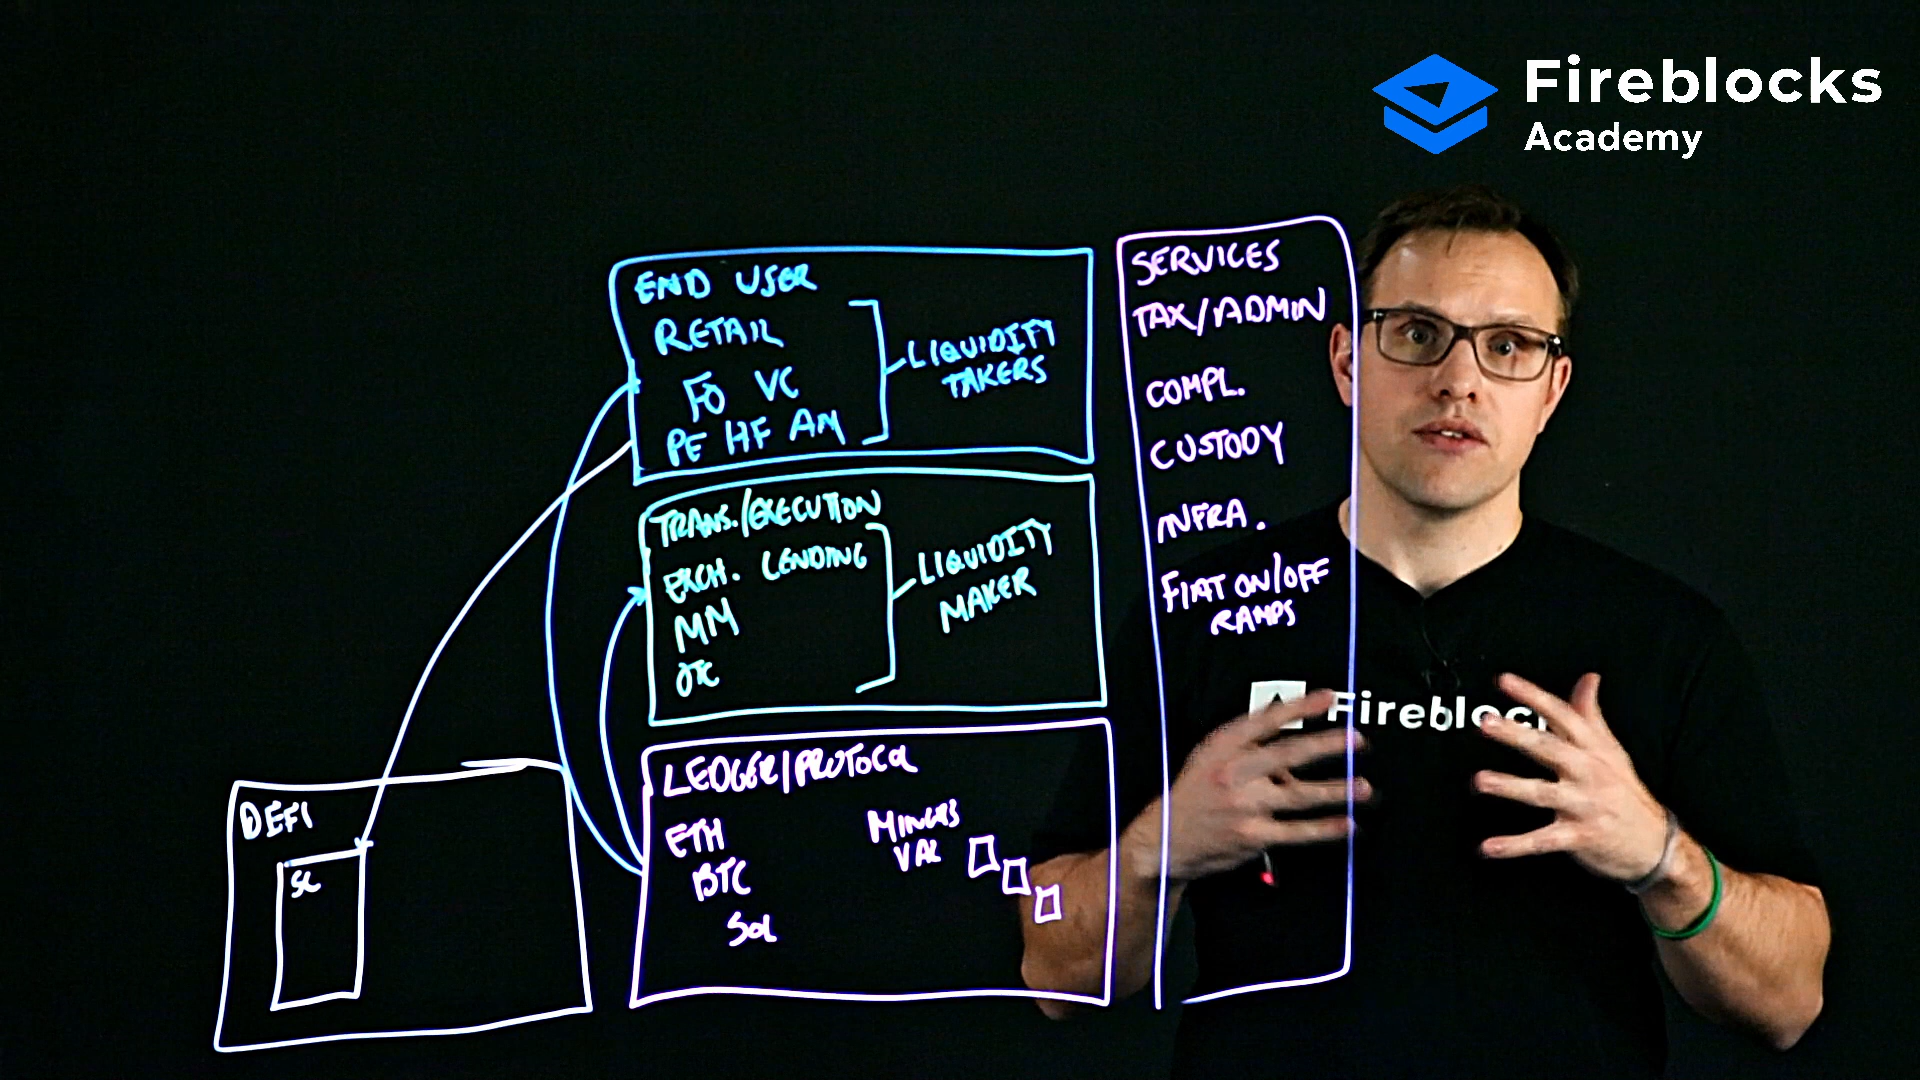 Fireblocks
Academy
END USER
RETAIL
FO VC
PE HF AM
LIQUIDITY
TAKERS
TRANS./EXECUTION
EXCH. LENDING
MM
OTC
LIQUIDITY
MAKER
LEDGER/PROTOCOL
ETH
BTC
SOL
MINERS
VAL
DEFI
SC
SERVICES
TAX/ADMIN
COMPL.
CUSTODY
INFRA.
FIAT ON/OFF
RAMPS
Fireblock